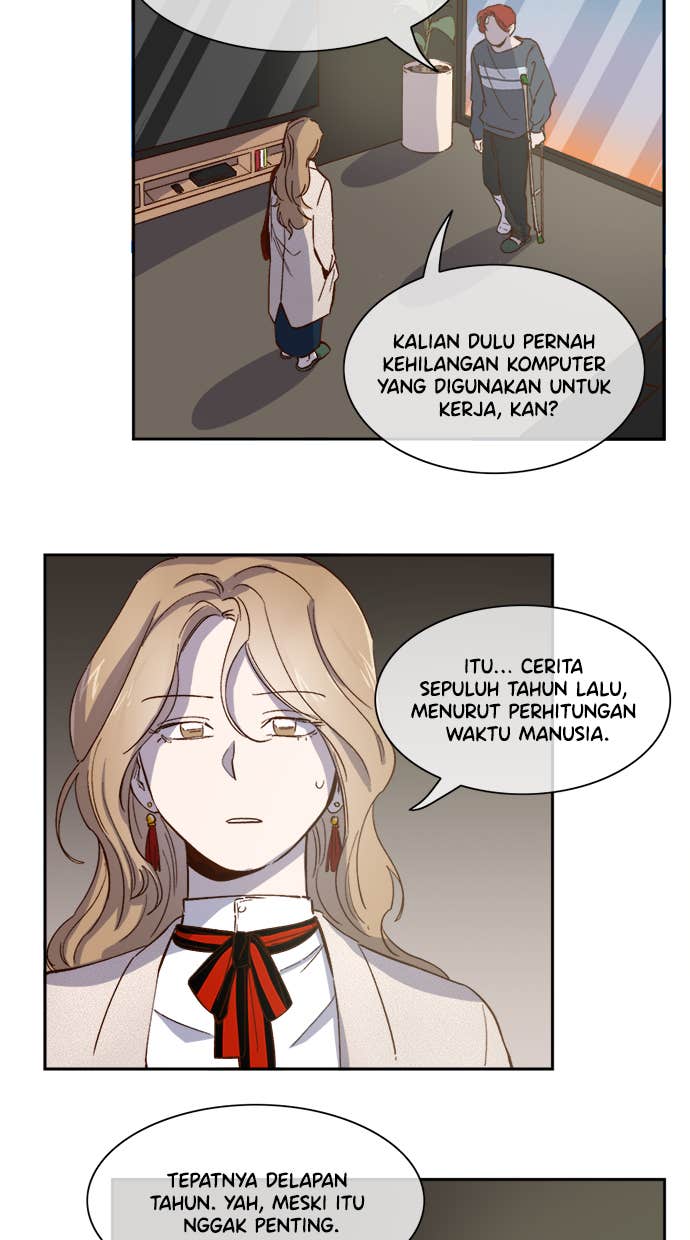 KALIAN DULU PERNAH
KEHILANGAN KOMPUTER
YANG DIGUNAKAN UNTUK
KERJA, KAN?
ITU... CERITA
SEPULUH TAHUN LALU,
MENURUT PERHITUNGAN
WAKTU MANUSIA.
TEPATNYA DELAPAN
TAHUN. YAH, MESKI ITU
NGGAK PENTING.